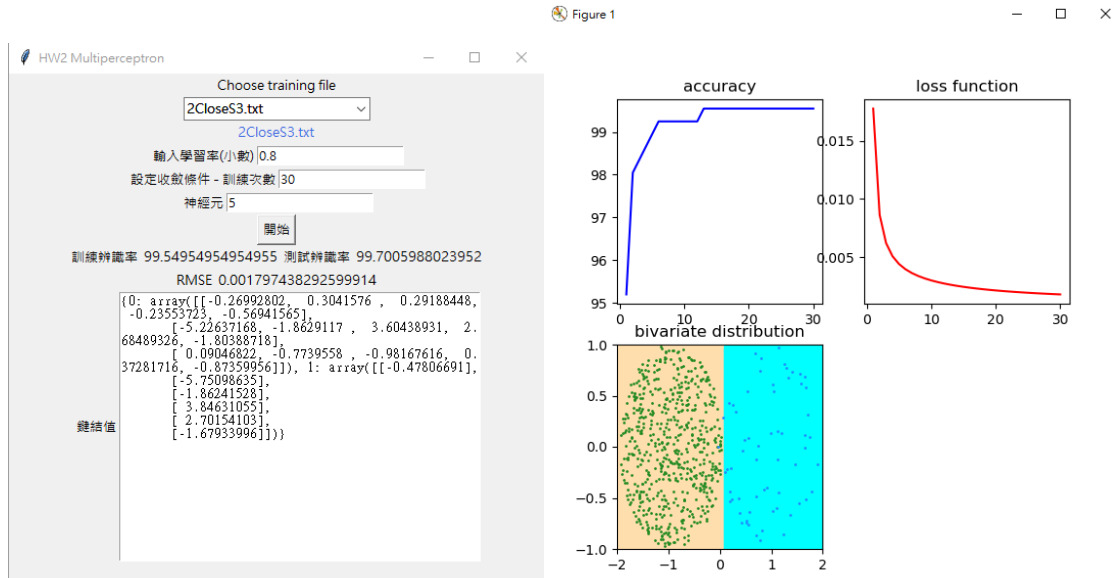 Figure 1
HW2 Multiperceptron
Choose training file
2CloseS3.txt
2CloseS3.txt
輸入學習率(小數) 0.8
設定收斂條件 - 訓練次數 30
神經元 5
開始
訓練辨識率 99.54954954954955 測試辨識率 99.7005988023952
RMSE 0.001797438292599914
鍵結值
{0: array([[-0.26992802, 0.3041576 , 0.29188448,
-0.23553723, -0.56941565],
[-5.22637168, -1.8629117 , 3.60438931, 2.
68489326, -1.80388718],
[ 0.09046822, -0.7739558 , -0.98167616, 0.
37281716, -0.87359956]]), 1: array([[-0.47806691],
[-5.75098635],
[-1.86241528],
[ 3.84631055],
[ 2.70154103],
[-1.67933996]])}
accuracy
99
98
97
96
95
0 10 20 30
loss function
0.015
0.010
0.005
0 10 20 30
bivariate distribution
1.0
0.5
0.0
−0.5
−1.0
−2 −1 0 1 2